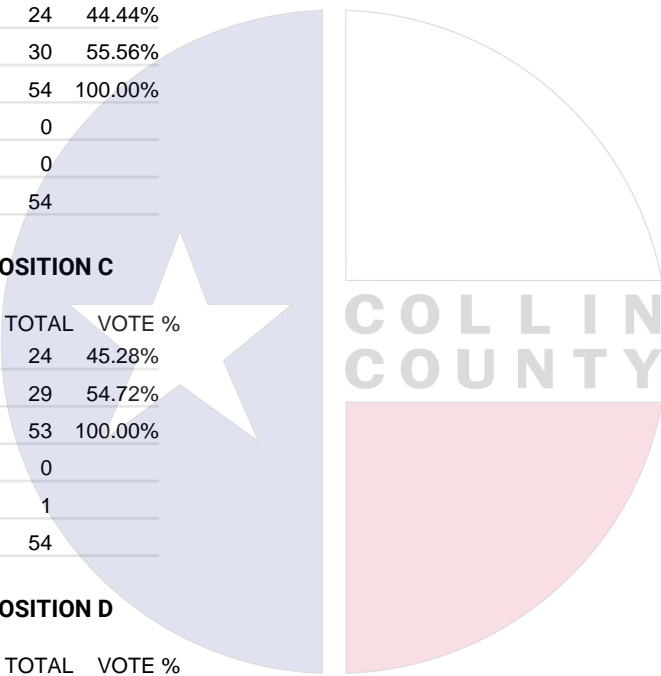 24 44.44%
30 55.56%
54 100.00%
0
0
54
OSITION C
TOTAL VOTE %
24 45.28%
29 54.72%
53 100.00%
0
1
54
OSITION D
TOTAL VOTE %
COLLIN
COUNTY